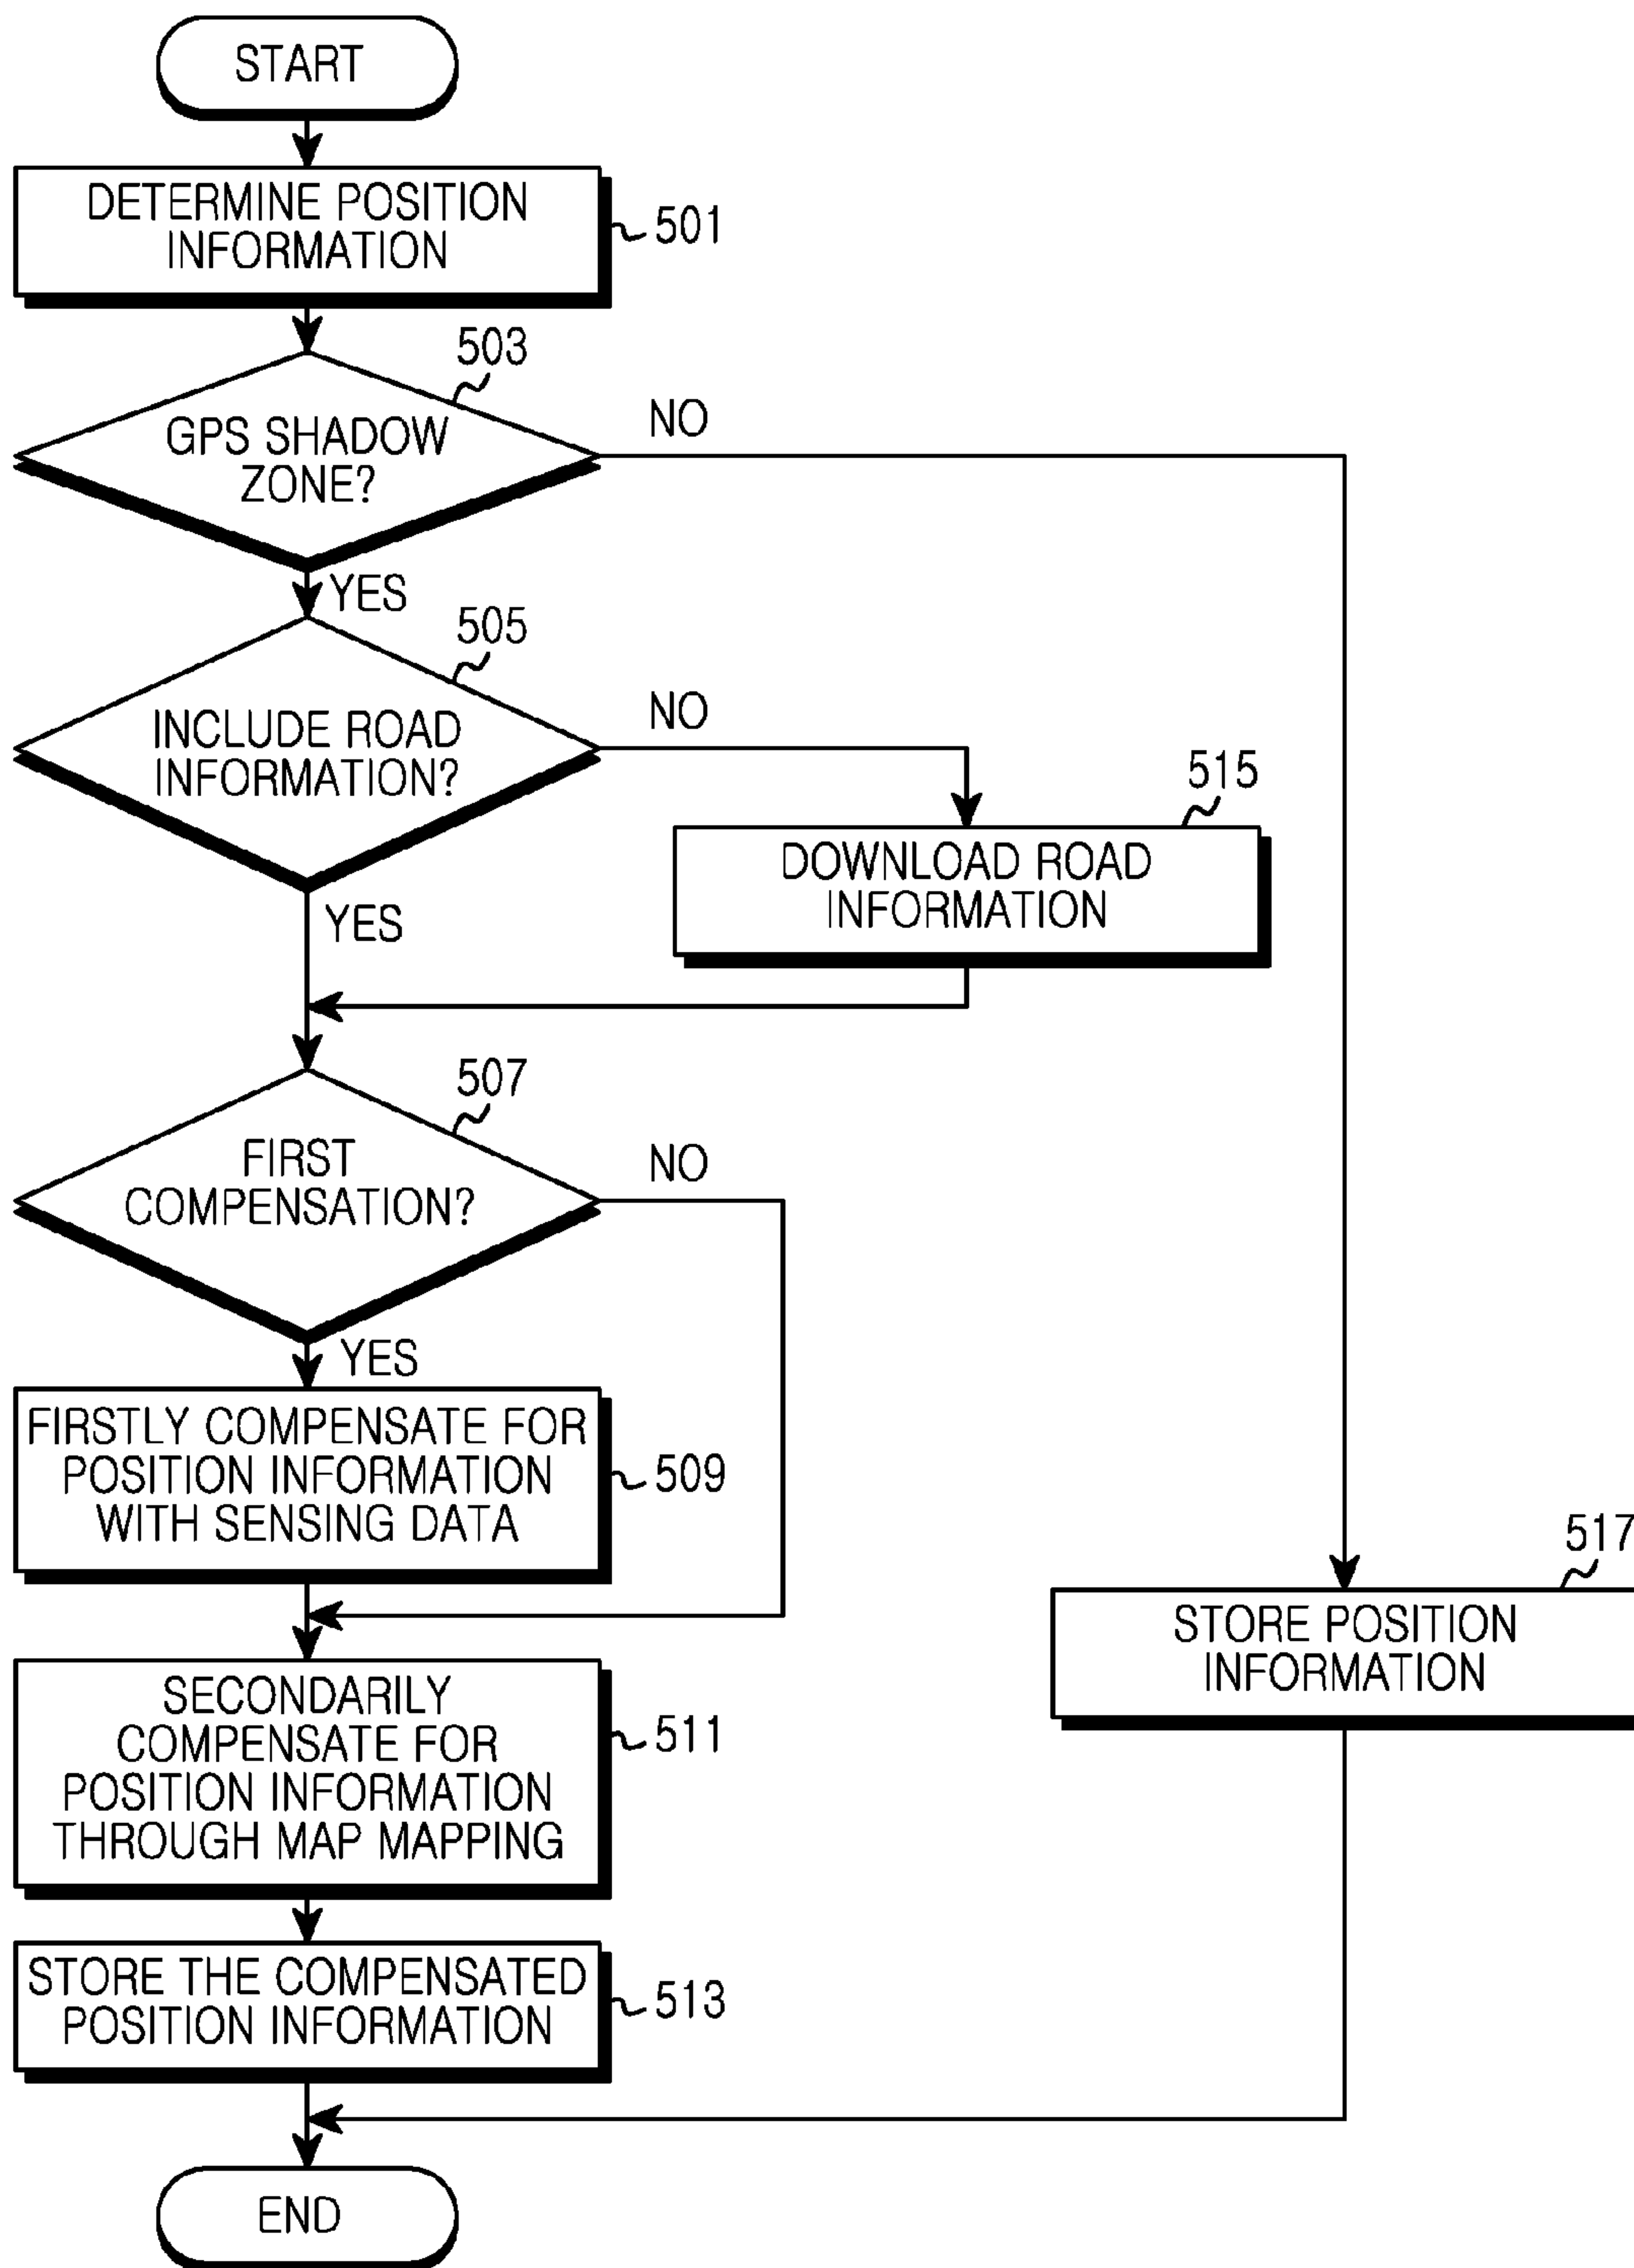 START
DETERMINE POSITION
INFORMATION
501
503
GPS SHADOW
ZONE?
NO
YES
505
INCLUDE ROAD
INFORMATION?
NO
515
DOWNLOAD ROAD
INFORMATION
YES
507
FIRST
COMPENSATION?
NO
YES
FIRSTLY COMPENSATE FOR
POSITION INFORMATION
WITH SENSING DATA
509
517
STORE POSITION
INFORMATION
SECONDARILY
COMPENSATE FOR
POSITION INFORMATION
THROUGH MAP MAPPING
511
STORE THE COMPENSATED
POSITION INFORMATION
513
END